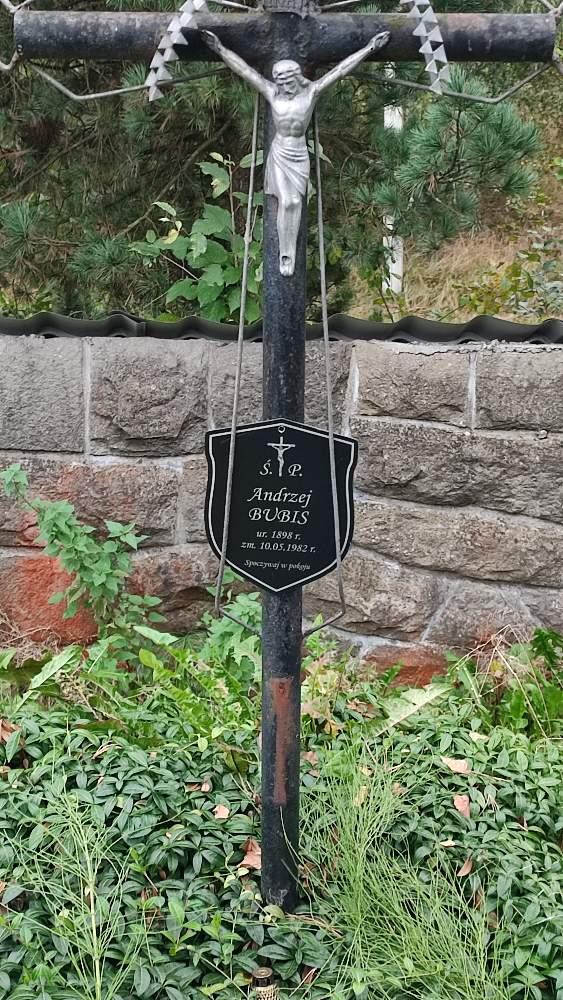 Ś. P.
Andrzej
BUBIS
ur. 1898 r.
zm. 10.05.1982 r.
Spoczywaj w pokoju